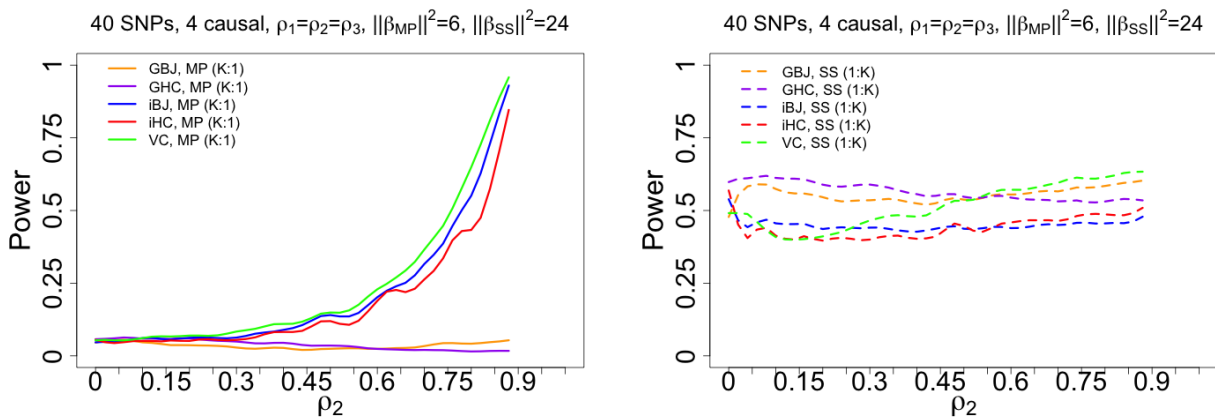 40 SNPs, 4 causal, ρ₁=ρ₂=ρ₃, ||β_MP||²=6, ||β_SS||²=24
1
0.75
0.5
0.25
0
Power
GBJ, MP (K:1)
GHC, MP (K:1)
iBJ, MP (K:1)
iHC, MP (K:1)
VC, MP (K:1)
0 0.15 0.3 0.45 0.6 0.75 0.9
ρ₂
40 SNPs, 4 causal, ρ₁=ρ₂=ρ₃, ||β_MP||²=6, ||β_SS||²=24
1
0.75
0.5
0.25
0
Power
GBJ, SS (1:K)
GHC, SS (1:K)
iBJ, SS (1:K)
iHC, SS (1:K)
VC, SS (1:K)
0 0.15 0.3 0.45 0.6 0.75 0.9
ρ₂